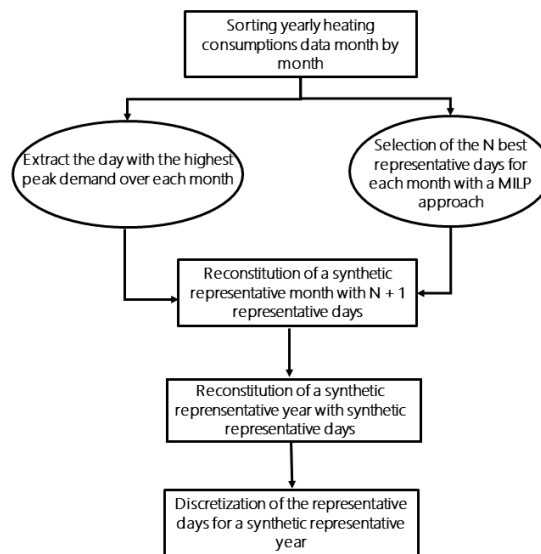 Sorting yearly heating
consumptions data month by
month
Extract the day with the highest
peak demand over each month
Selection of the N best
representative days for
each month with a MILP
approach
Reconstitution of a synthetic
representative month with N + 1
representative days
Reconstitution of a synthetic
reprensentative year with synthetic
representative days
Discretization of the representative
days for a synthetic representative
year